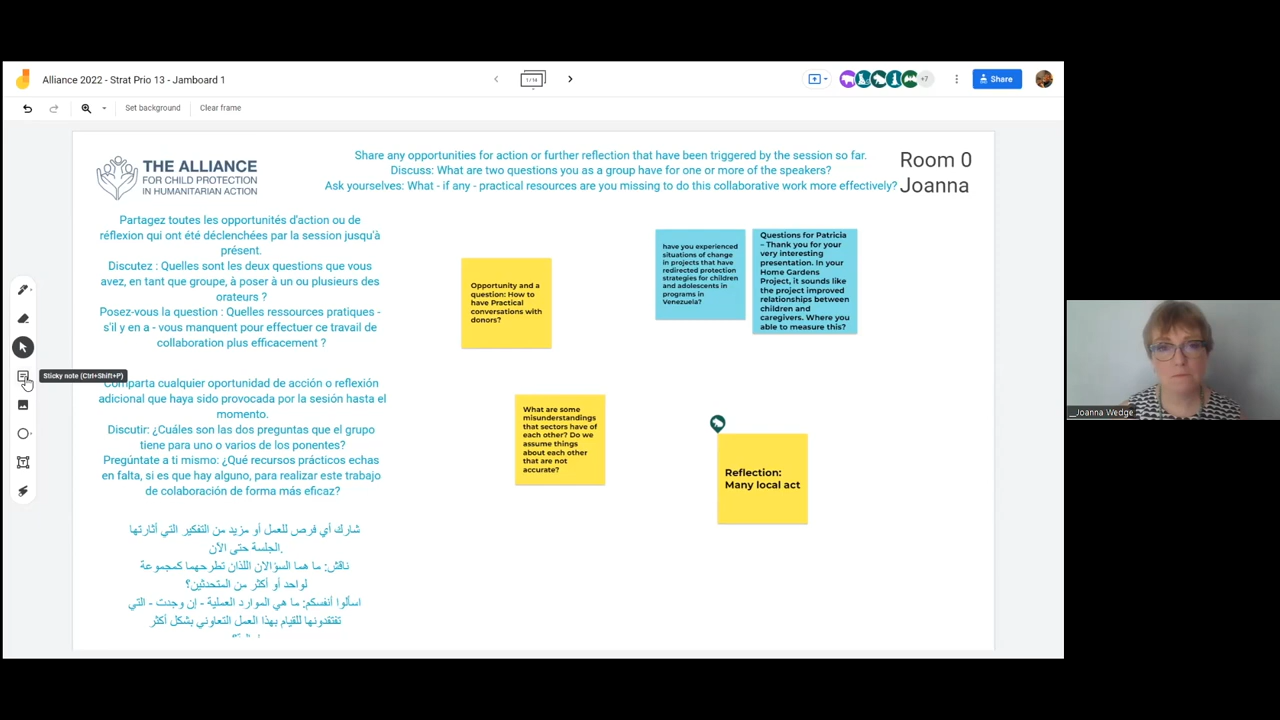 Alliance 2022 - Strat Prio 13 - Jamboard 1
1/14
+7
Share
Set background
Clear frame
THE ALLIANCE
FOR CHILD PROTECTION
IN HUMANITARIAN ACTION
Share any opportunities for action or further reflection that have been triggered by the session so far.
Discuss: What are two questions you as a group have for one or more of the speakers?
Ask yourselves: What - if any - practical resources are you missing to do this collaborative work more effectively?
Room 0
Joanna
Partagez toutes les opportunités d'action ou de
réflexion qui ont été déclenchées par la session jusqu'à
présent.
Discutez : Quelles sont les deux questions que vous
avez, en tant que groupe, à poser à un ou plusieurs des
orateurs ?
Posez-vous la question : Quelles ressources pratiques -
s'il y en a - vous manquent pour effectuer ce travail de
collaboration plus efficacement ?
Sticky note (Ctrl+Shift+P)
Comparta cualquier oportunidad de acción o reflexión
adicional que haya sido provocada por la sesión hasta el
momento.
Discutir: ¿Cuáles son las dos preguntas que el grupo
tiene para uno o varios de los ponentes?
Pregúntate a ti mismo: ¿Qué recursos prácticos echas
en falta, si es que hay alguno, para realizar este trabajo
de colaboración de forma más eficaz?
شارك أي فرص للعمل أو مزيد من التفكير التي أثارتها
الجلسة حتى الآن.
ناقش: ما هما السؤالان اللذان تطرحهما كمجموعة
لواحد أو أكثر من المتحدثين؟
اسألوا أنفسكم: ما هي الموارد العملية - إن وجدت - التي
تفتقدونها للقيام بهذا العمل التعاوني بشكل أكثر
Opportunity and a
question: How to
have Practical
conversations with
donors?
have you experienced
situations of change
in projects that have
redirected protection
strategies for children
and adolescents in
programs in
Venezuela?
Questions for Patricia
– Thank you for your
very interesting
presentation. In your
Home Gardens
Project, it sounds like
the project improved
relationships between
children and
caregivers. Where you
able to measure this?
What are some
misunderstandings
that sectors have of
each other? Do we
assume things
about each other
that are not
accurate?
Reflection:
Many local act
_Joanna Wedge